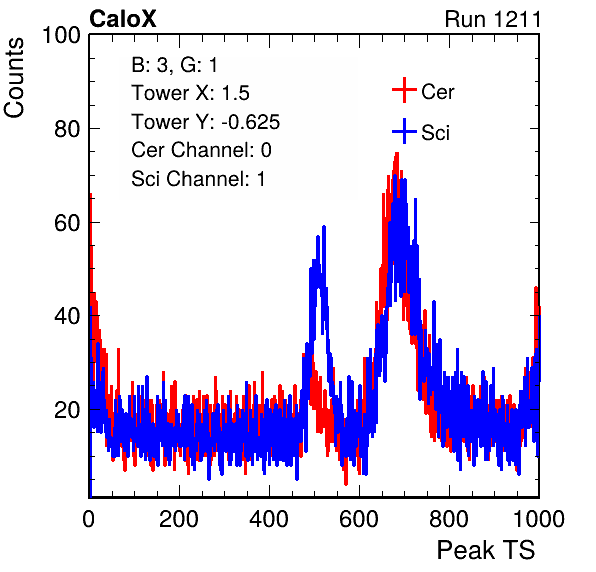 CaloX Run 1211
Counts
100
80
60
40
20
B: 3, G: 1
Tower X: 1.5
Tower Y: -0.625
Cer Channel: 0
Sci Channel: 1
Cer
Sci
0 200 400 600 800 1000
Peak TS